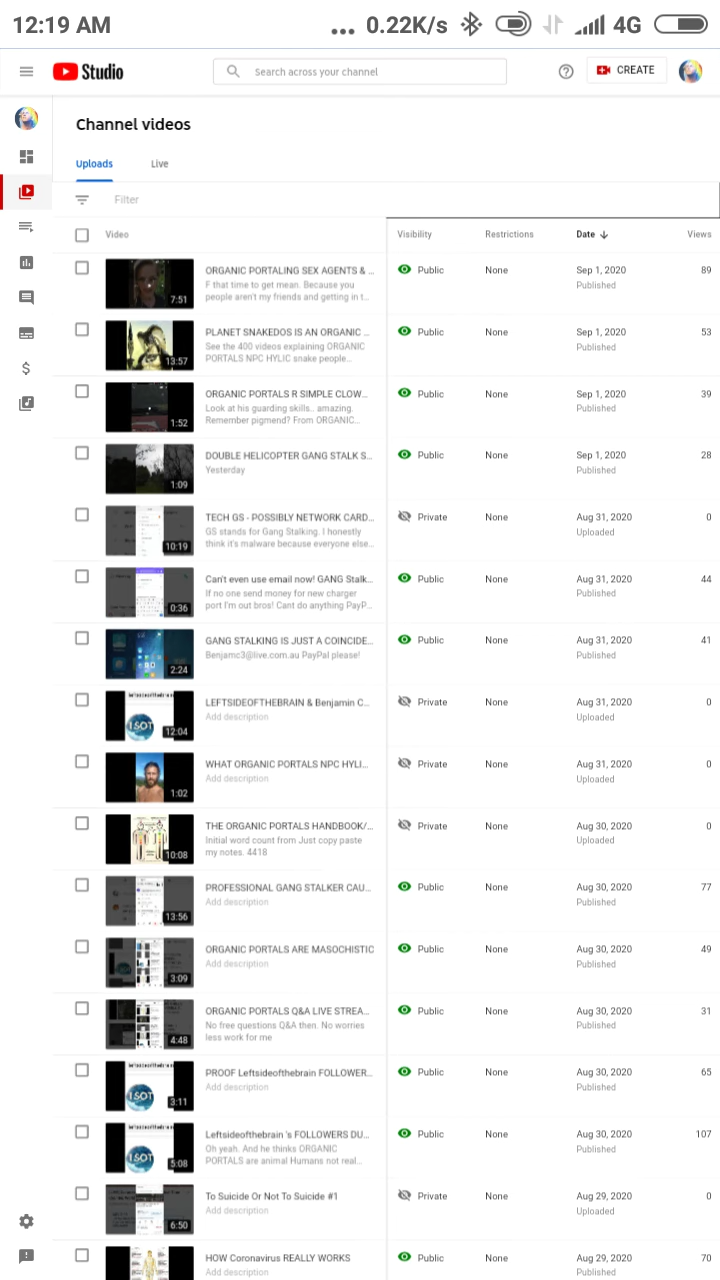 12:19 AM
... 0.22K/s 4G
Studio
Search across your channel
CREATE
Channel videos
Uploads Live
Filter
Video Visibility Restrictions Date Views
7:51
ORGANIC PORTALING SEX AGENTS & ...
F that time to get mean. Because you
people aren't my friends and getting in t...
Public None Sep 1, 2020 89
Published
13:57
PLANET SNAKEDOS IS AN ORGANIC ...
See the 400 videos explaining ORGANIC
PORTALS NPC HYLIC snake people...
Public None Sep 1, 2020 53
Published
1:52
ORGANIC PORTALS R SIMPLE CLOW...
Look at his guarding skills.. amazing.
Remember pigmend? From ORGANIC...
Public None Sep 1, 2020 39
Published
1:09
DOUBLE HELICOPTER GANG STALK S...
Yesterday
Public None Sep 1, 2020 28
Published
10:19
TECH GS - POSSIBLY NETWORK CARD...
GS stands for Gang Stalking. I honestly
think it's malware because everyone else...
Private None Aug 31, 2020 0
Uploaded
0:36
Can't even use email now! GANG Stalk...
If no one send money for new charger
port I'm out bros! Cant do anything PayP...
Public None Aug 31, 2020 44
Published
2:24
GANG STALKING IS JUST A COINCIDE...
Benjamc3@live.com.au PayPal please!
Public None Aug 31, 2020 41
Published
ISOT
12:04
LEFTSIDEOFTHEBRAIN & Benjamin C...
Add description
Private None Aug 31, 2020 0
Uploaded
1:02
WHAT ORGANIC PORTALS NPC HYLI...
Add description
Private None Aug 31, 2020 0
Uploaded
10:08
THE ORGANIC PORTALS HANDBOOK/...
Initial word count from Just copy paste
my notes. 4418
Private None Aug 30, 2020 0
Uploaded
13:56
PROFESSIONAL GANG STALKER CAU...
Add description
Public None Aug 30, 2020 77
Published
3:09
ORGANIC PORTALS ARE MASOCHISTIC
Add description
Public None Aug 30, 2020 49
Published
4:48
ORGANIC PORTALS Q&A LIVE STREA...
No free questions Q&A then. No worries
less work for me
Public None Aug 30, 2020 31
Published
ISOT
3:11
PROOF Leftsideofthebrain FOLLOWER...
Add description
Public None Aug 30, 2020 65
Published
ISOT
5:08
Leftsideofthebrain 's FOLLOWERS DU...
Oh yeah. And he thinks ORGANIC
PORTALS are animal Humans not real...
Public None Aug 30, 2020 107
Published
6:50
To Suicide Or Not To Suicide #1
Add description
Private None Aug 29, 2020 0
Uploaded
HOW Coronavirus REALLY WORKS
Add description
Public None Aug 29, 2020 70
Published